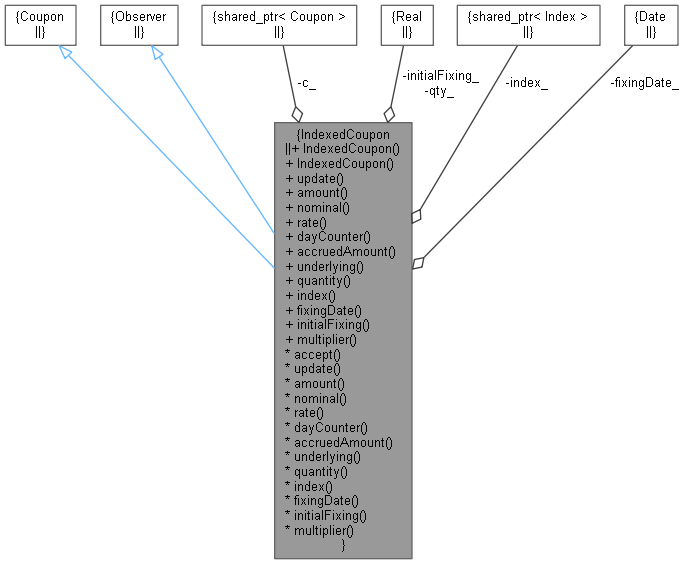 {Coupon
||}
{Observer
||}
{shared_ptr< Coupon >
||}
{Real
||}
{shared_ptr< Index >
||}
{Date
||}
-c_
-initialFixing_
-qty_
-index_
-fixingDate_
{IndexedCoupon
||+ IndexedCoupon()
+ IndexedCoupon()
+ update()
+ amount()
+ nominal()
+ rate()
+ dayCounter()
+ accruedAmount()
+ underlying()
+ quantity()
+ index()
+ fixingDate()
+ initialFixing()
+ multiplier()
* accept()
* update()
* amount()
* nominal()
* rate()
* dayCounter()
* accruedAmount()
* underlying()
* quantity()
* index()
* fixingDate()
* initialFixing()
* multiplier()
}